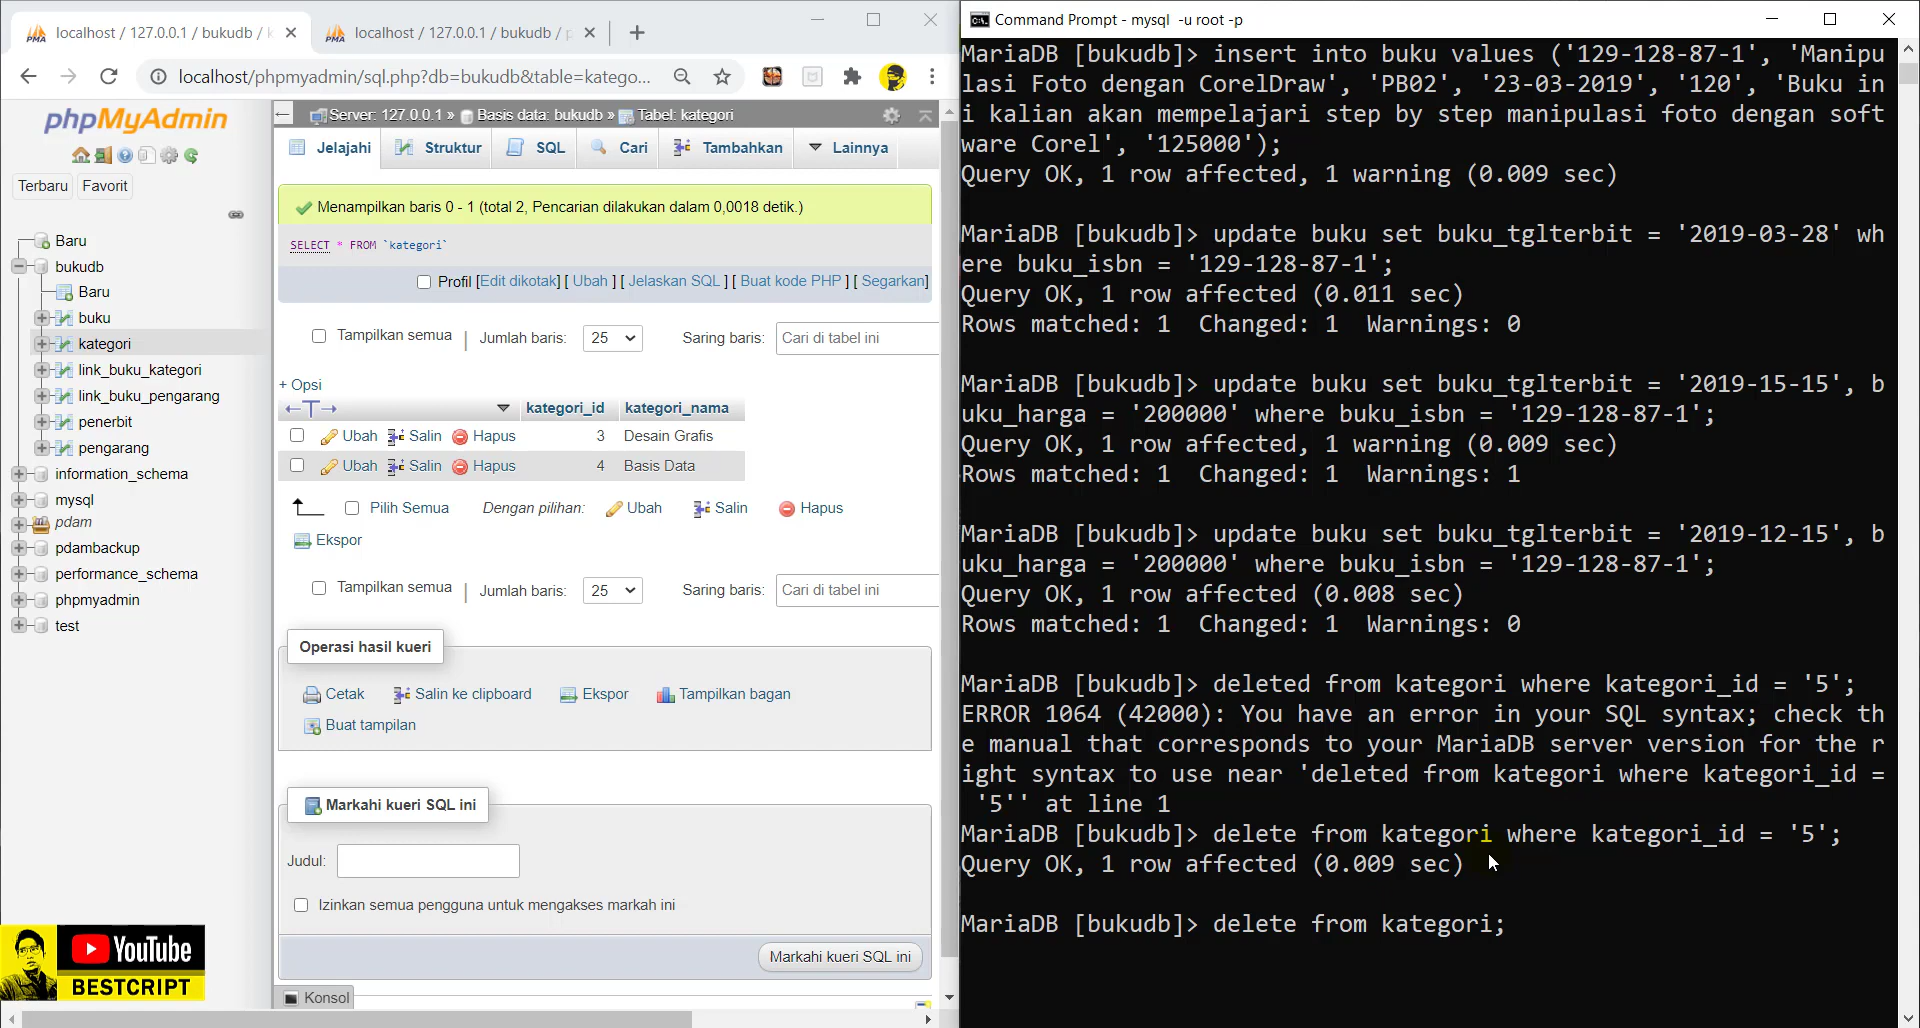 localhost / 127.0.0.1 / bukudb / k
localhost / 127.0.0.1 / bukudb / p
localhost/phpmyadmin/sql.php?db=bukudb&table=katego...
phpMyAdmin
Terbaru
Favorit
Baru
bukudb
Baru
buku
kategori
link_buku_kategori
link_buku_pengarang
penerbit
pengarang
information_schema
mysql
pdam
pdambackup
performance_schema
phpmyadmin
test
YouTube
BESTCRIPT
Server: 127.0.0.1 » Basis data: bukudb » Tabel: kategori
Jelajahi Struktur SQL Cari Tambahkan Lainnya
Menampilkan baris 0 - 1 (total 2, Pencarian dilakukan dalam 0,0018 detik.)
SELECT * FROM `kategori`
Profil [Edit dikotak] [ Ubah ] [ Jelaskan SQL ] [ Buat kode PHP ] [ Segarkan]
Tampilkan semua | Jumlah baris: 25 Saring baris: Cari di tabel ini
+ Opsi
kategori_id kategori_nama
Ubah Salin Hapus 3 Desain Grafis
Ubah Salin Hapus 4 Basis Data
Pilih Semua Dengan pilihan: Ubah Salin Hapus
Ekspor
Tampilkan semua | Jumlah baris: 25 Saring baris: Cari di tabel ini
Operasi hasil kueri
Cetak Salin ke clipboard Ekspor Tampilkan bagan
Buat tampilan
Markahi kueri SQL ini
Judul:
Izinkan semua pengguna untuk mengakses markah ini
Markahi kueri SQL ini
Konsol
Command Prompt - mysql  -u root -p
MariaDB [bukudb]> insert into buku values ('129-128-87-1', 'Manipu
lasi Foto dengan CorelDraw', 'PB02', '23-03-2019', '120', 'Buku in
i kalian akan mempelajari step by step manipulasi foto dengan soft
ware Corel', '125000');
Query OK, 1 row affected, 1 warning (0.009 sec)
MariaDB [bukudb]> update buku set buku_tglterbit = '2019-03-28' wh
ere buku_isbn = '129-128-87-1';
Query OK, 1 row affected (0.011 sec)
Rows matched: 1  Changed: 1  Warnings: 0
MariaDB [bukudb]> update buku set buku_tglterbit = '2019-15-15', b
uku_harga = '200000' where buku_isbn = '129-128-87-1';
Query OK, 1 row affected, 1 warning (0.009 sec)
Rows matched: 1  Changed: 1  Warnings: 1
MariaDB [bukudb]> update buku set buku_tglterbit = '2019-12-15', b
uku_harga = '200000' where buku_isbn = '129-128-87-1';
Query OK, 1 row affected (0.008 sec)
Rows matched: 1  Changed: 1  Warnings: 0
MariaDB [bukudb]> deleted from kategori where kategori_id = '5';
ERROR 1064 (42000): You have an error in your SQL syntax; check th
e manual that corresponds to your MariaDB server version for the r
ight syntax to use near 'deleted from kategori where kategori_id =
'5'' at line 1
MariaDB [bukudb]> delete from kategori where kategori_id = '5';
Query OK, 1 row affected (0.009 sec)
MariaDB [bukudb]> delete from kategori;